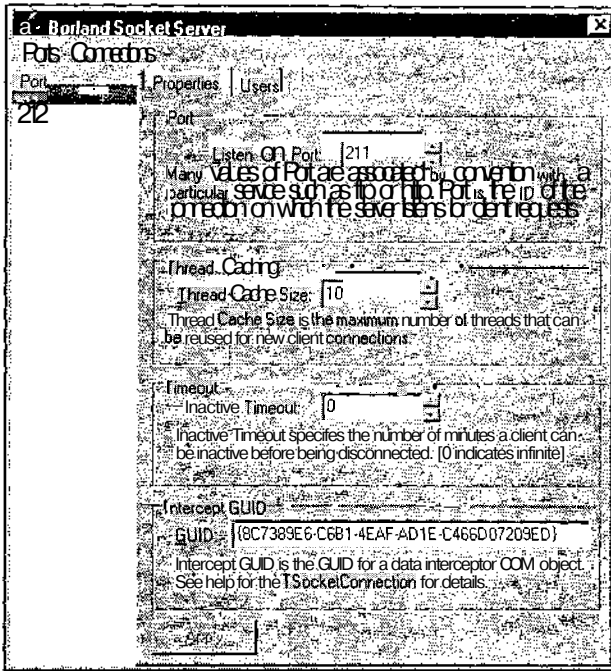 Borland Socket Server
Ports Connections
Port
212
Properties Users
Port
Listen on Port: 211
Many values of Port are associated by convention with a
particular service such as ftp or http. Port is the ID of the
connection on which the server listens for client requests.
Thread Caching
Thread Cache Size: 10
Thread Cache Size is the maximum number of threads that can
be reused for new client connections.
Timeout
Inactive Timeout: 0
Inactive Timeout specifes the number of minutes a client can
be inactive before being disconnected. [0 indicates infinite]
Intercept GUID
GUID: {8C7389E6-C6B1-4EAF-AD1E-C466D07209ED}
Intercept GUID is the GUID for a data interceptor COM object.
See help for the TSocketConnection for details.
Apply